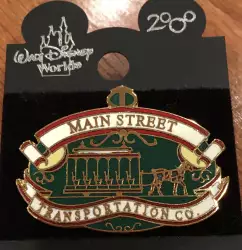 Walt Disney World®
2000
MAIN STREET
TRANSPORTATION CO.